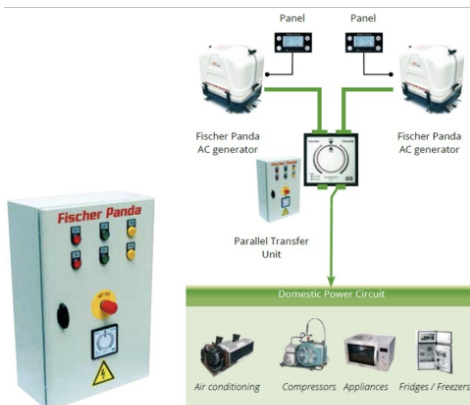 Panel
Panel
Fischer Panda
AC generator
Fischer Panda
AC generator
Parallel Transfer
Unit
Fischer Panda
Domestic Power Circuit
Air conditioning
Compressors
Appliances
Fridges / Freezers